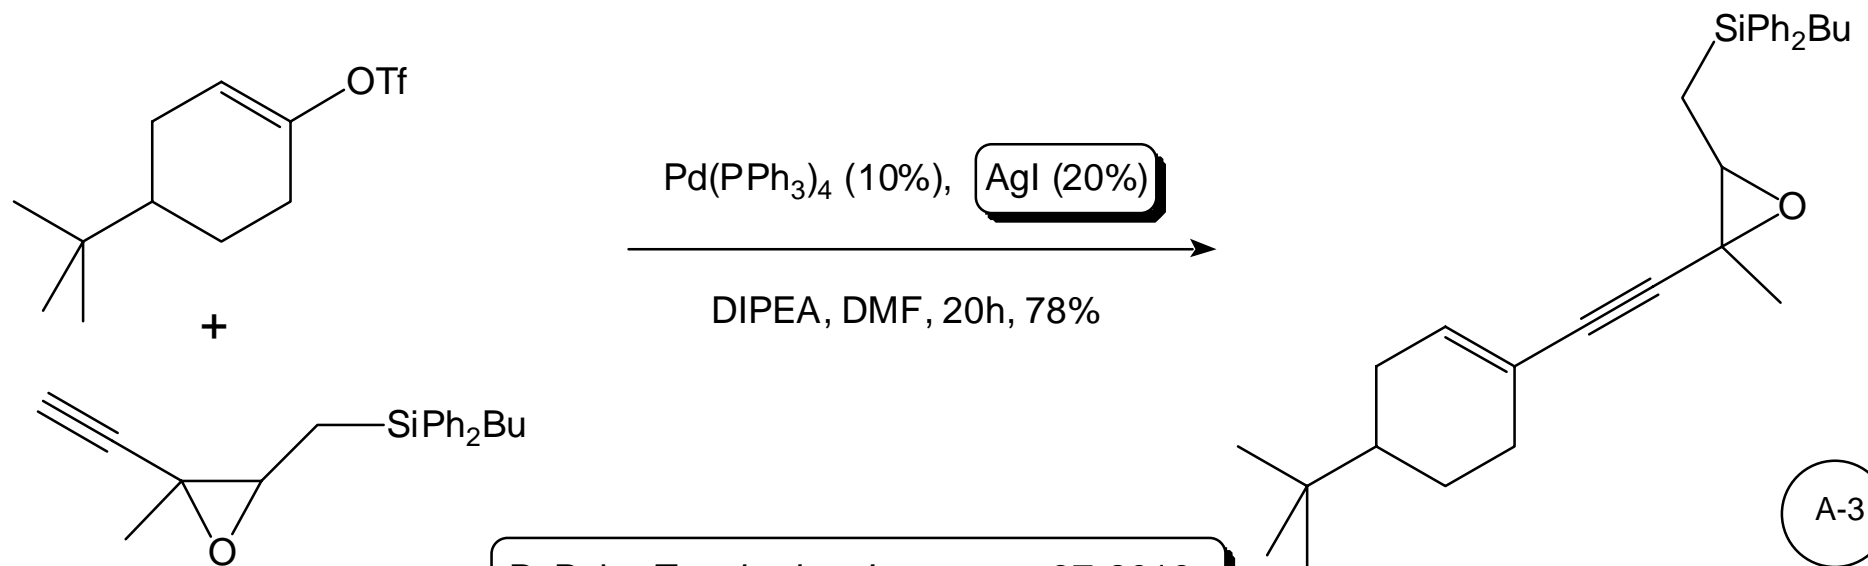 OTf
Pd(PPh3)4 (10%), AgI (20%)
DIPEA, DMF, 20h, 78%
+
SiPh2Bu
O
SiPh2Bu
O
A-3